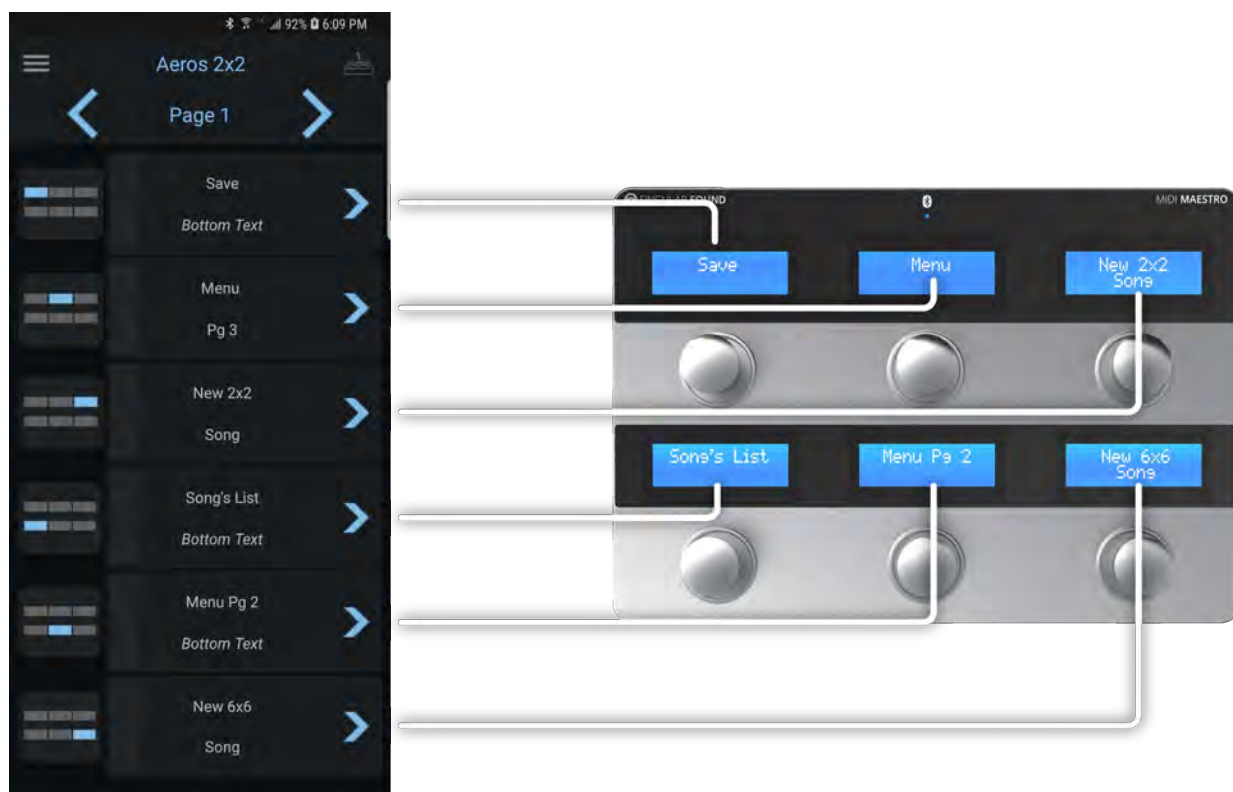 92% 6:09 PM
Aeros 2x2
Page 1
Save
Bottom Text
Menu
Pg 3
New 2x2
Song
Song's List
Bottom Text
Menu Pg 2
Bottom Text
New 6x6
Song
SINGULAR SOUND
MIDI MAESTRO
Save
Menu
New 2x2
Song
Song's List
Menu Pg 2
New 6x6
Song